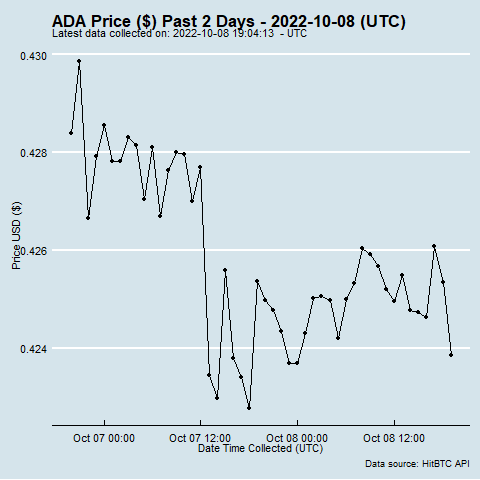 ADA Price ($) Past 2 Days - 2022-10-08 (UTC)
Latest data collected on: 2022-10-08 19:04:13  - UTC
0.430
0.428
0.426
0.424
Price USD ($)
Oct 07 00:00
Oct 07 12:00
Oct 08 00:00
Oct 08 12:00
Date Time Collected (UTC)
Data source: HitBTC API